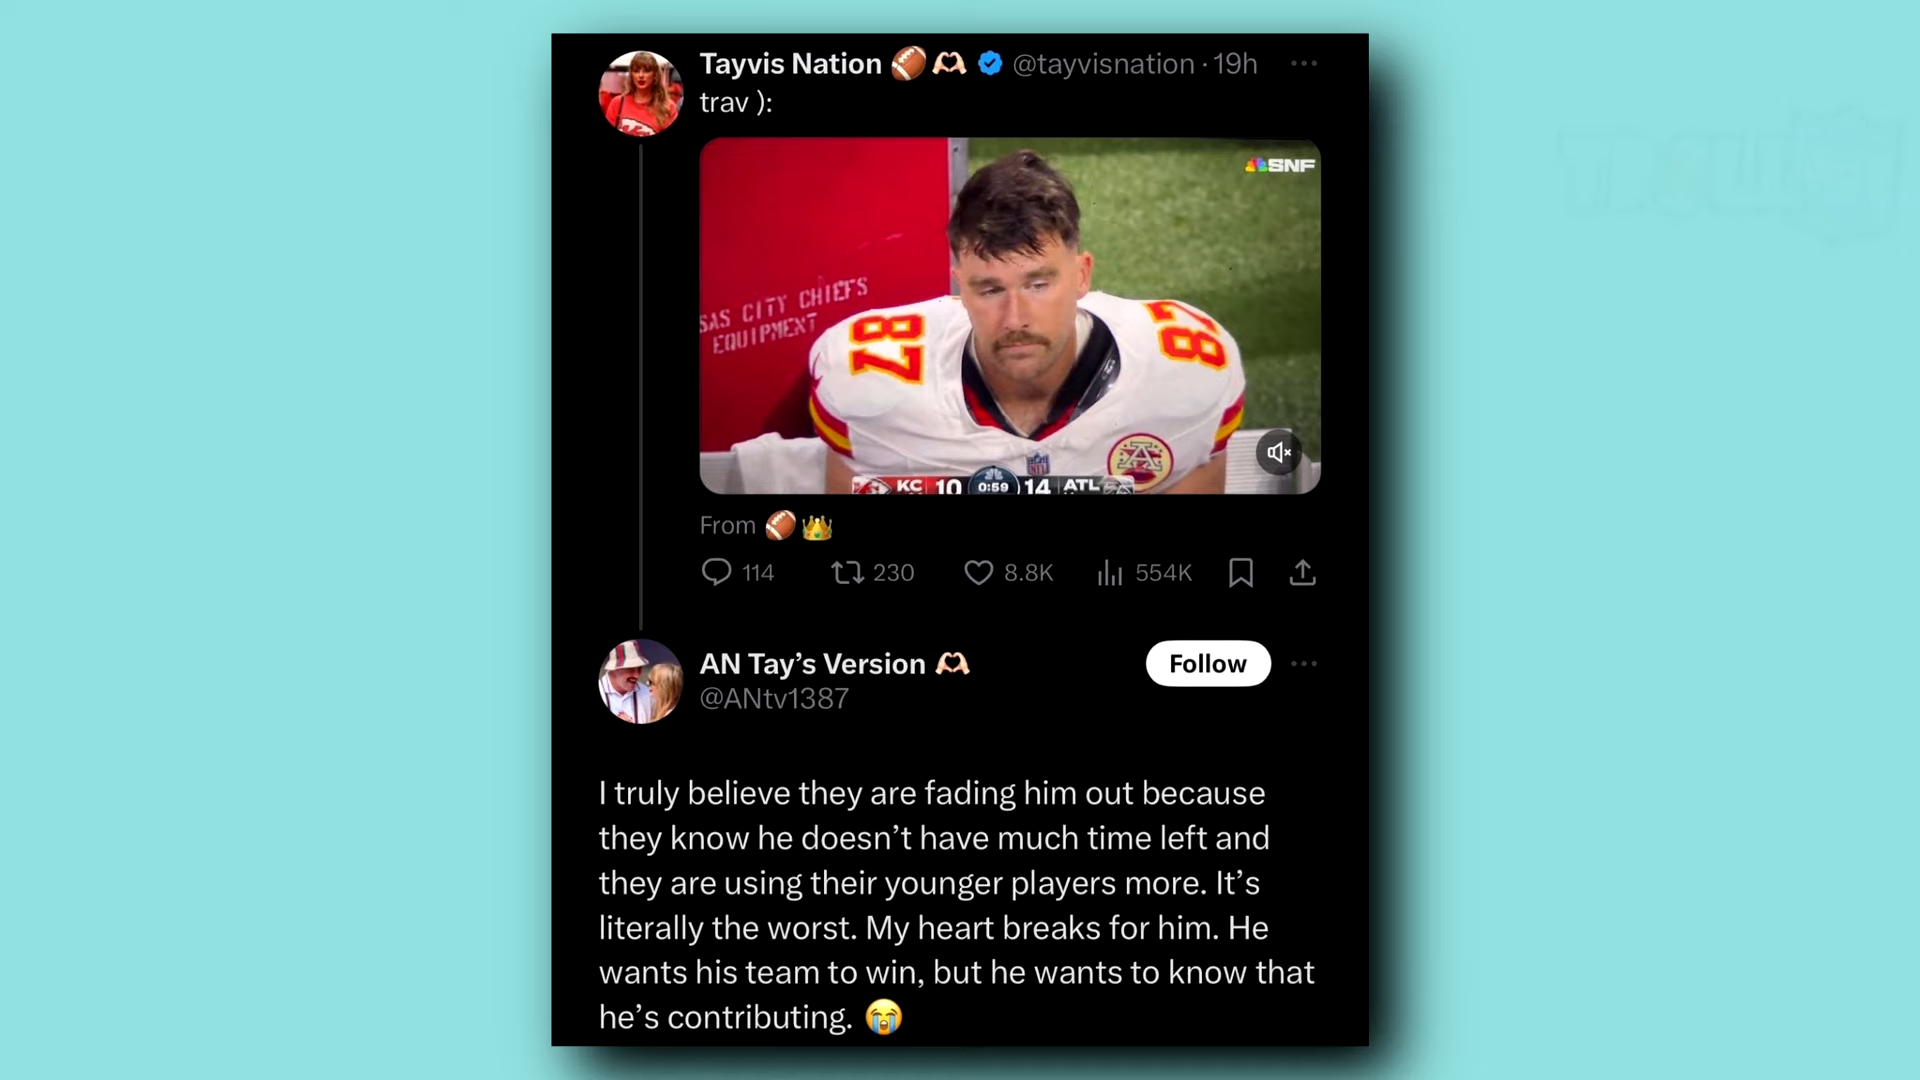 Tayvis Nation 🏈🫶🏻 @tayvisnation · 19h
trav ):
SNF
SAS CITY CHIEFS
EQUIPMENT
87
87
A
NFL
KC 10 0:59 14 ATL
From 🏈👑
114 230 8.8K 554K
AN Tay’s Version 🫶🏻
Follow
@ANtv1387
I truly believe they are fading him out because
they know he doesn’t have much time left and
they are using their younger players more. It’s
literally the worst. My heart breaks for him. He
wants his team to win, but he wants to know that
he’s contributing. 😭